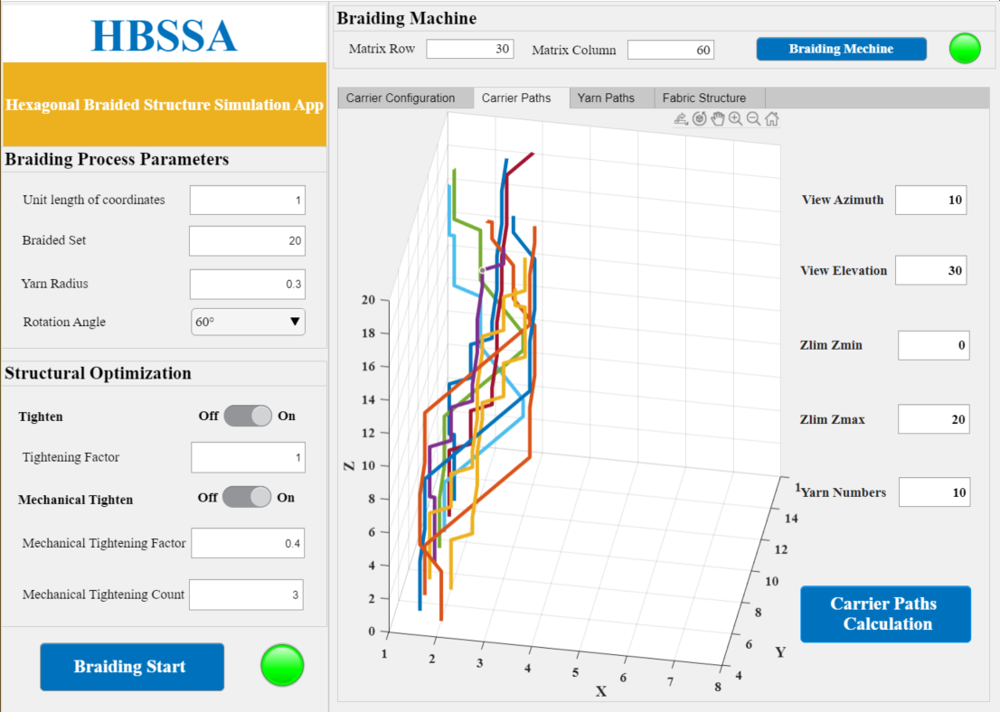 HBSSA
Hexagonal Braided Structure Simulation App
Braiding Process Parameters
Unit length of coordinates 1
Braided Set 20
Yarn Radius 0.3
Rotation Angle 60°
Structural Optimization
Tighten Off On
Tightening Factor 1
Mechanical Tighten Off On
Mechanical Tightening Factor 0.4
Mechanical Tightening Count 3
Braiding Start
Braiding Machine
Matrix Row 30 Matrix Column 60 Braiding Mechine
Carrier Configuration Carrier Paths Yarn Paths Fabric Structure
20
18
16
14
12
10
8
6
4
2
0
Z
1 2 3 4 5 6 7 8
X
4
6
8
10
12
14
1
Y
View Azimuth 10
View Elevation 30
Zlim Zmin 0
Zlim Zmax 20
Yarn Numbers 10
Carrier Paths
Calculation